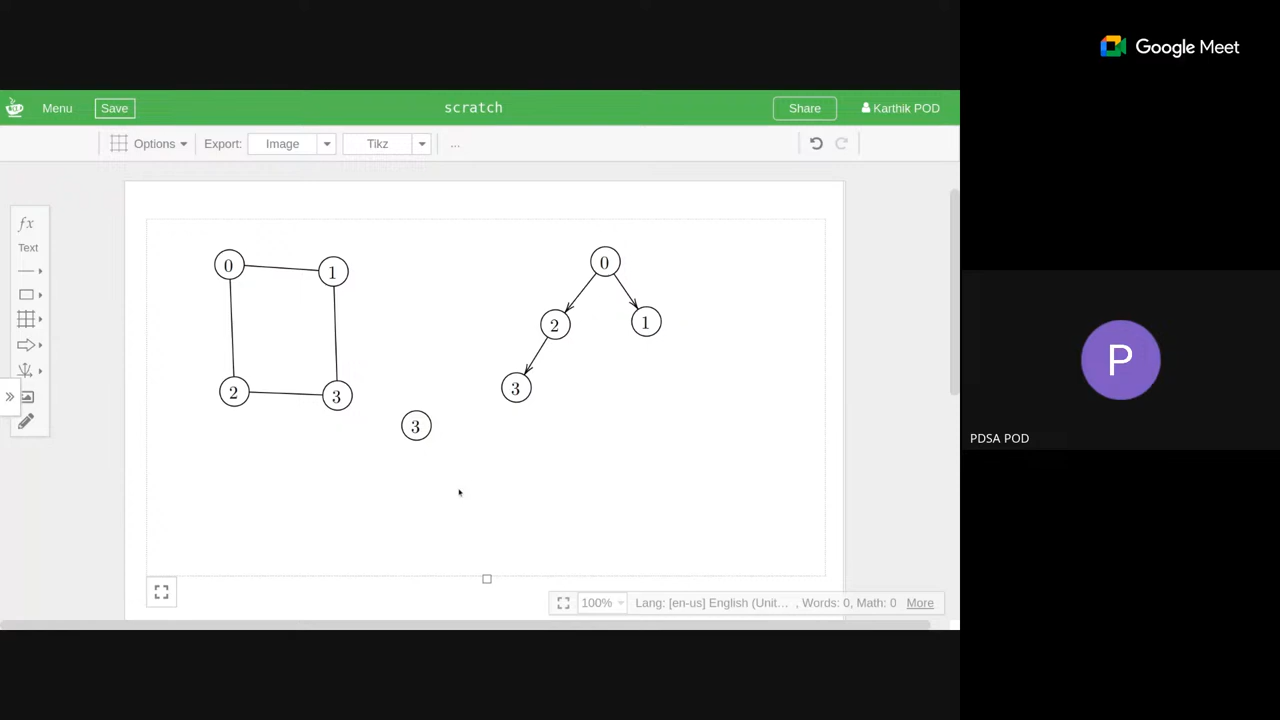 Google Meet
Menu Save scratch Share Karthik POD
Options Export: Image Tikz ...
fx
Text
0 1 0
2 1
2 3 3
3
P
PDSA POD
100% Lang: [en-us] English (Unit... , Words: 0, Math: 0 More